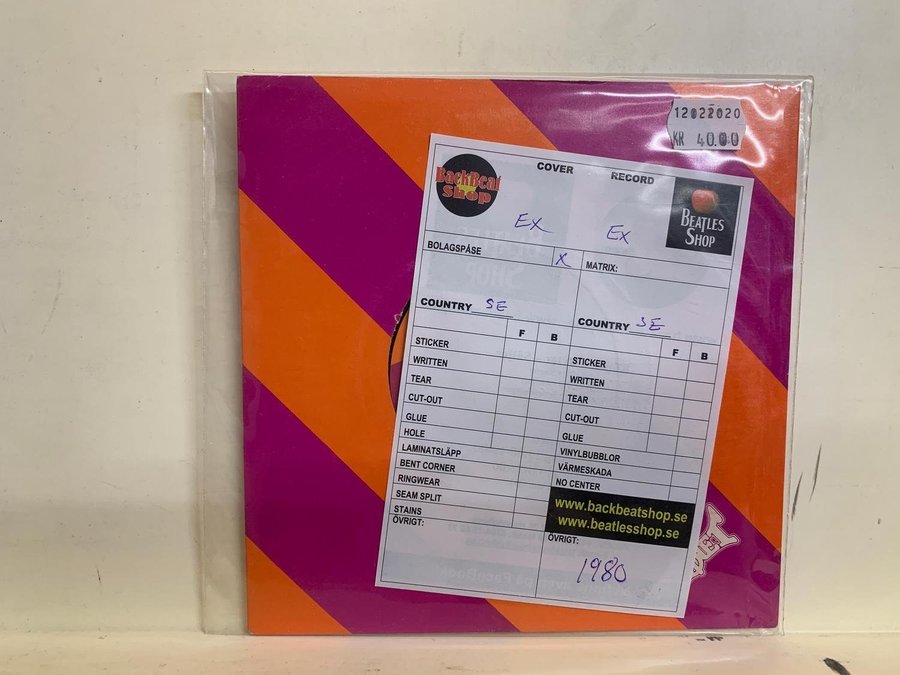 12022020
KR 40.00
COVER RECORD
BackBeat
Shop
BEATLES
SHOP
EX EX
BOLAGSPÅSE X MATRIX:
COUNTRY SE COUNTRY SE
F B F B
STICKER STICKER
WRITTEN WRITTEN
TEAR TEAR
CUT-OUT CUT-OUT
GLUE GLUE
HOLE VINYLBUBBLOR
LAMINATSLÄPP VÄRMESKADA
BENT CORNER NO CENTER
RINGWEAR
SEAM SPLIT
STAINS
www.backbeatshop.se
www.beatlesshop.se
ÖVRIGT: ÖVRIGT:
1980